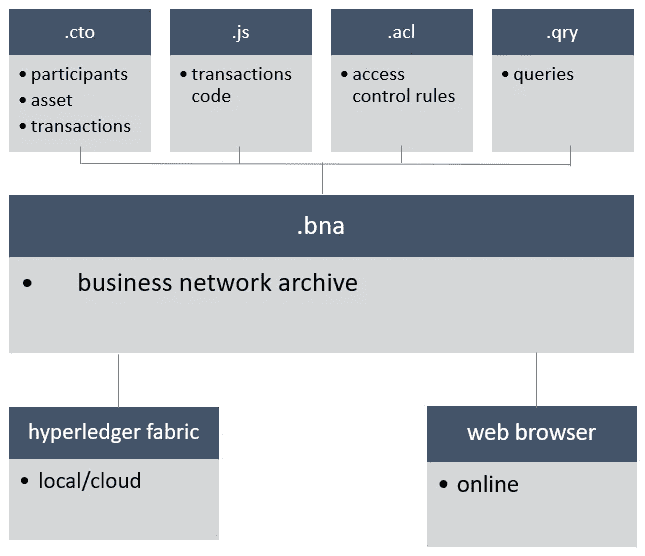 .cto
• participants
• asset
• transactions
.js
• transactions
code
.acl
• access
control rules
.qry
• queries
.bna
• business network archive
hyperledger fabric
• local/cloud
web browser
• online